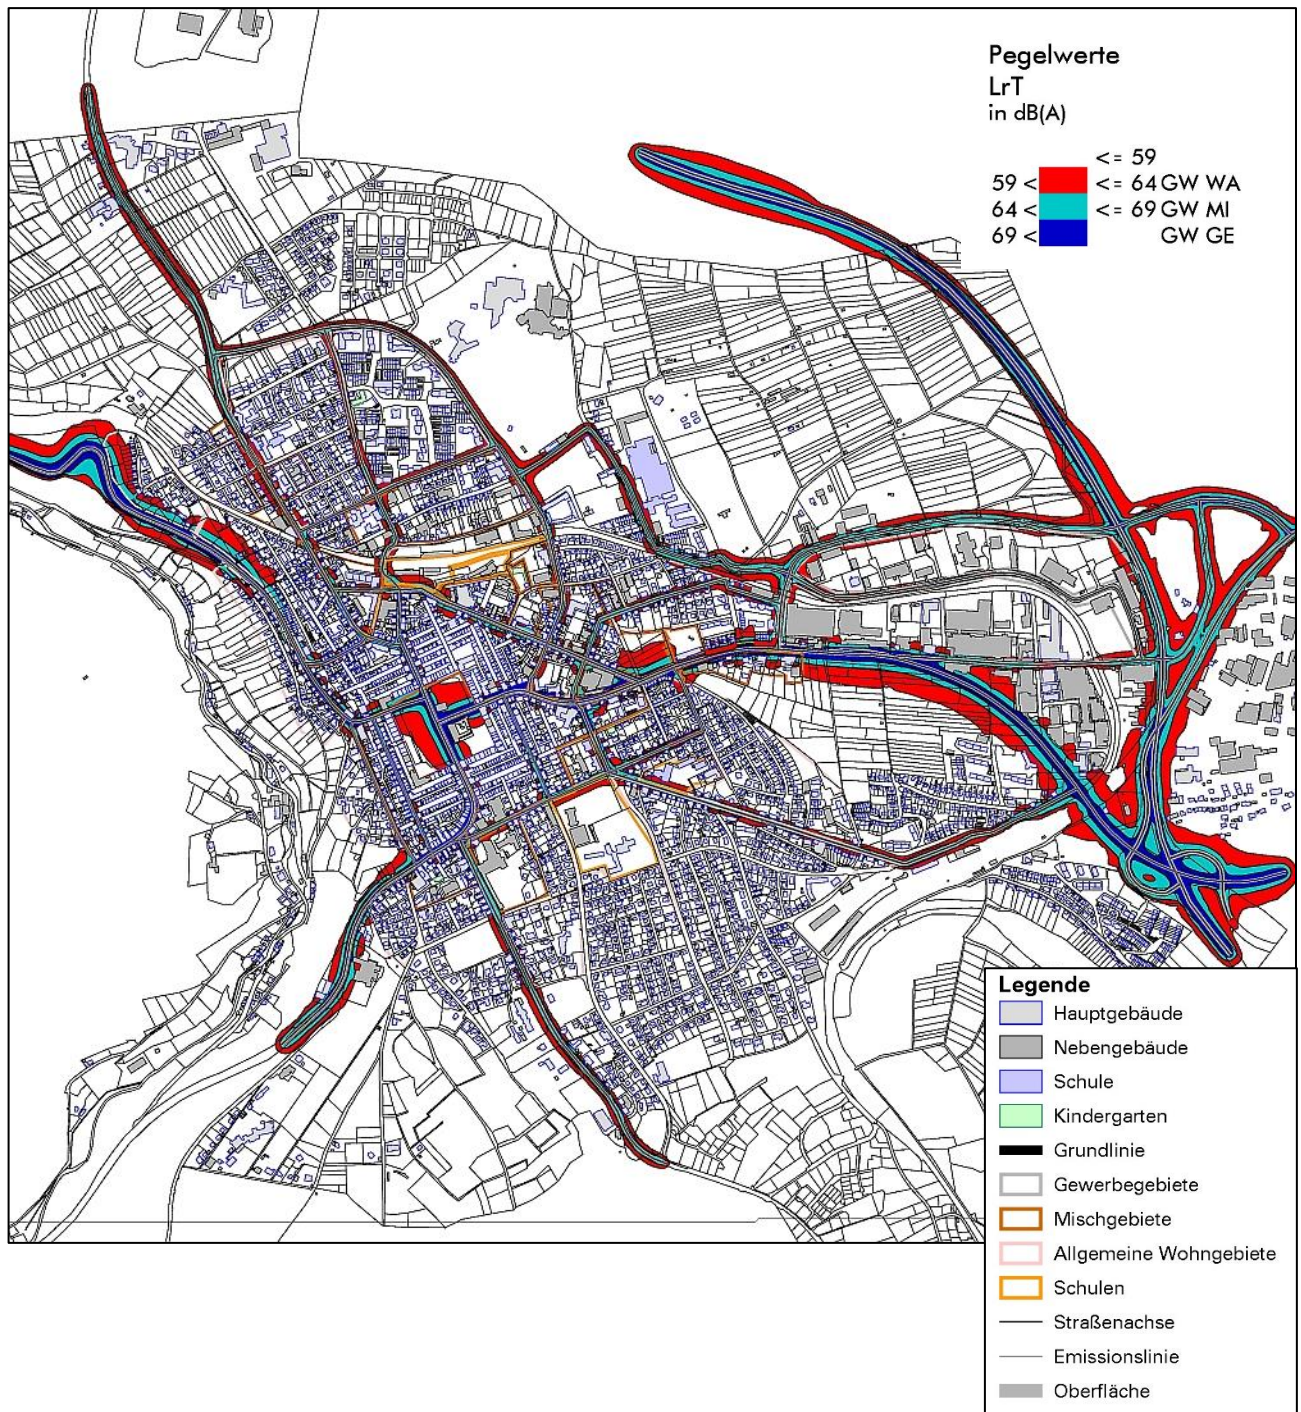 Pegelwerte
LrT
in dB(A)
<= 59
59 < <= 64 GW WA
64 < <= 69 GW MI
69 < GW GE
Legende
Hauptgebäude
Nebengebäude
Schule
Kindergarten
Grundlinie
Gewerbegebiete
Mischgebiete
Allgemeine Wohngebiete
Schulen
Straßenachse
Emissionslinie
Oberfläche